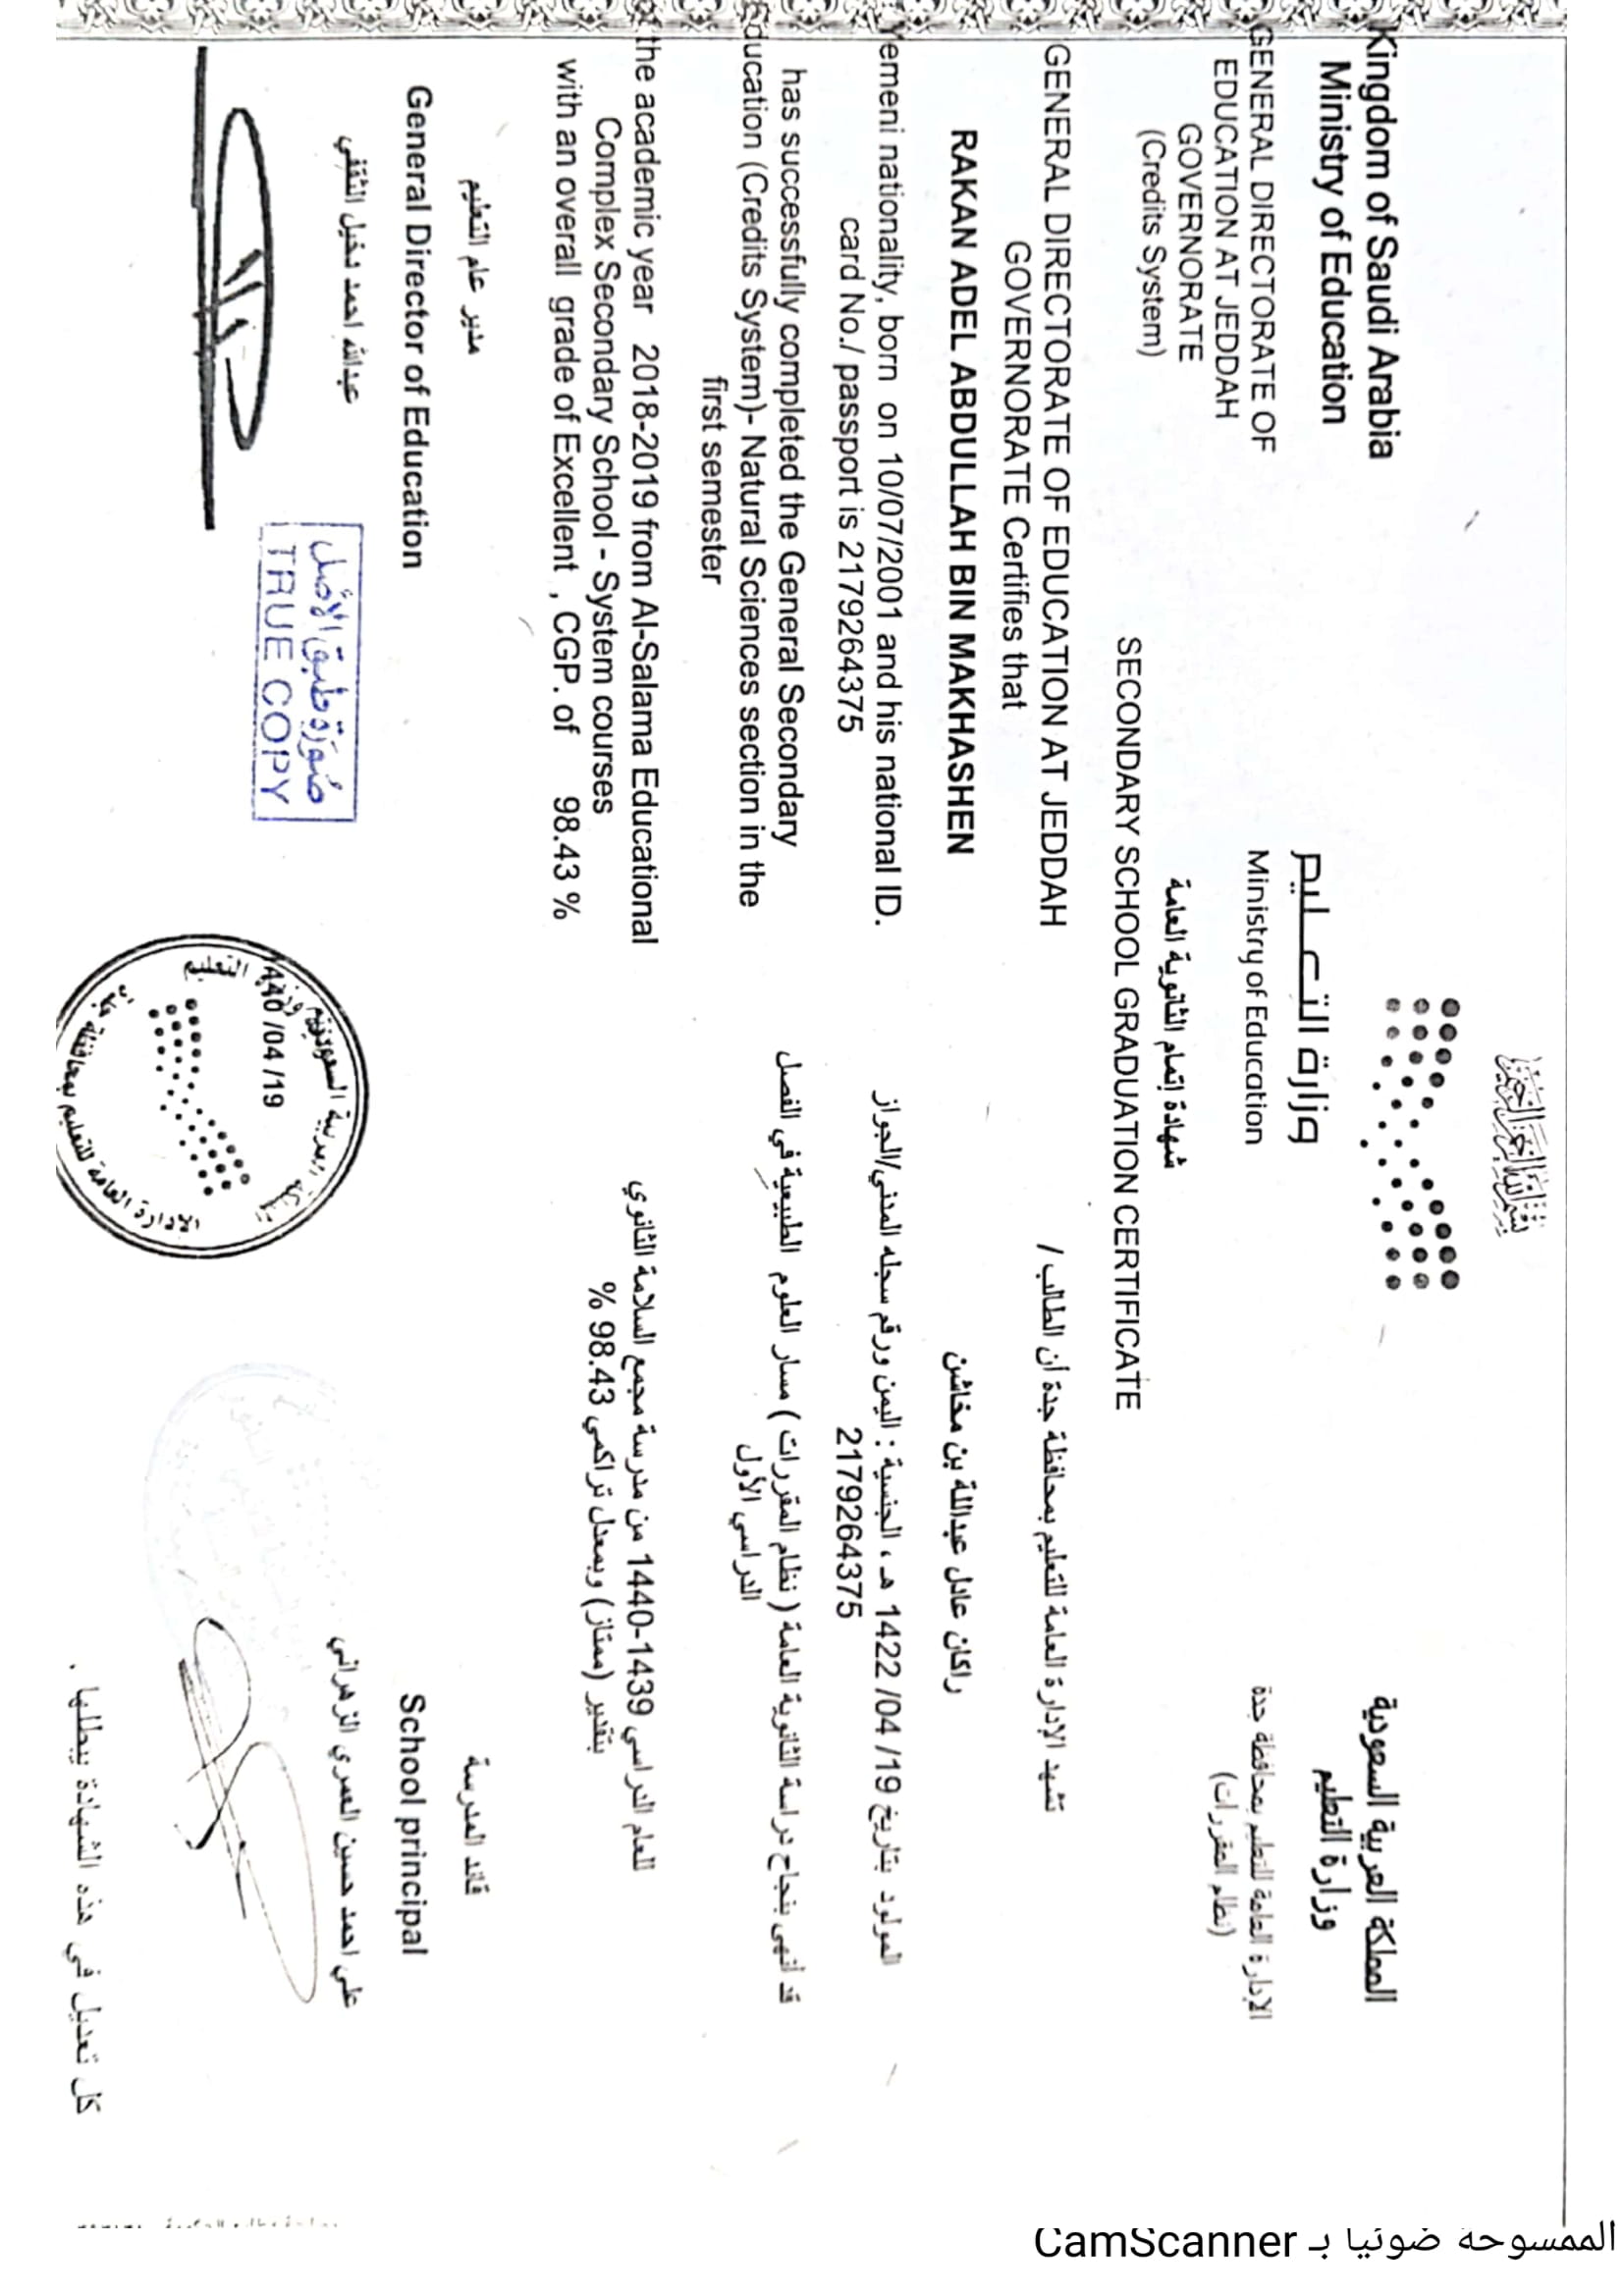 بسم الله الرحمن الرحيم
Kingdom of Saudi Arabia
Ministry of Education
GENERAL DIRECTORATE OF
EDUCATION AT JEDDAH
GOVERNORATE
(Credits System)
وزارة التعليم
Ministry of Education
المملكة العربية السعودية
وزارة التعليم
الإدارة العامة للتعليم بمحافظة جدة
(نظام المقررات)
شهادة إتمام الثانوية العامة
SECONDARY SCHOOL GRADUATION CERTIFICATE
GENERAL DIRECTORATE OF EDUCATION AT JEDDAH
GOVERNORATE Certifies that
RAKAN ADEL ABDULLAH BIN MAKHASHEN
Yemeni nationality, born on 10/07/2001 and his national ID.
card No./ passport is 2179264375
has successfully completed the General Secondary
Education (Credits System)- Natural Sciences section in the
first semester
of the academic year 2018-2019 from Al-Salama Educational
Complex Secondary School - System courses
with an overall grade of Excellent , CGP. of 98.43 %
تشهد الإدارة العامة للتعليم بمحافظة جدة أن الطالب /
راكان عادل عبداللة بن مخاشن
المولود بتاريخ 19/ 04/ 1422 هـ ، الجنسية : اليمن ورقم سجله المدني/الجواز
2179264375
قد أنهى بنجاح دراسة الثانوية العامة ( نظام المقررات ) مسار العلوم الطبيعية في الفصل
الدراسي الأول
للعام الدراسي 1439-1440 من مدرسة مجمع السلامة الثانوي
بتقدير (ممتاز) وبمعدل تراكمي 98.43 %
مدير عام التعليم
General Director of Education
عبدالله احمد دخيل الثقفي
صورة طبق الأصل
TRUE COPY
المملكة العربية السعودية وزارة التعليم
1440 /04 /19
الإدارة العامة للتعليم بمحافظة جدة
قائد المدرسة
School principal
علي احمد حسين العمري الزهراني
كل تعديل في هذه الشهادة يبطلها .
الممسوحة ضوئيا بـ CamScanner